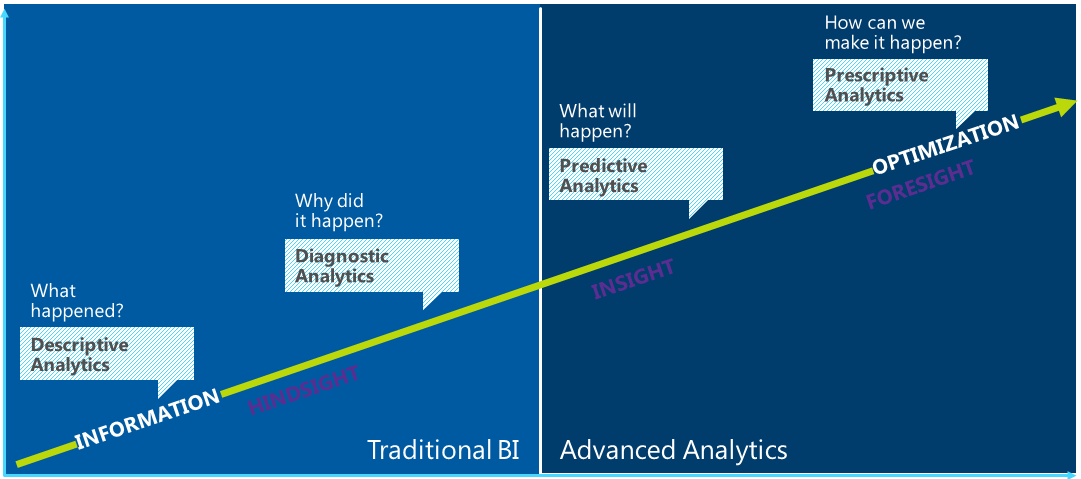 What
happened?
Descriptive
Analytics
INFORMATION
HINDSIGHT
Why did
it happen?
Diagnostic
Analytics
Traditional BI
What will
happen?
Predictive
Analytics
INSIGHT
How can we
make it happen?
Prescriptive
Analytics
OPTIMIZATION
FORESIGHT
Advanced Analytics